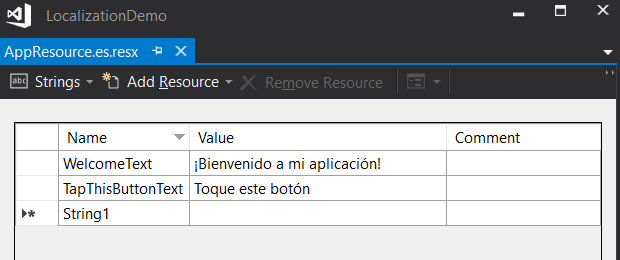 LocalizationDemo
AppResource.es.resx
abc Strings Add Resource Remove Resource
Name Value Comment
WelcomeText ¡Bienvenido a mi aplicación!
TapThisButtonText Toque este botón
String1